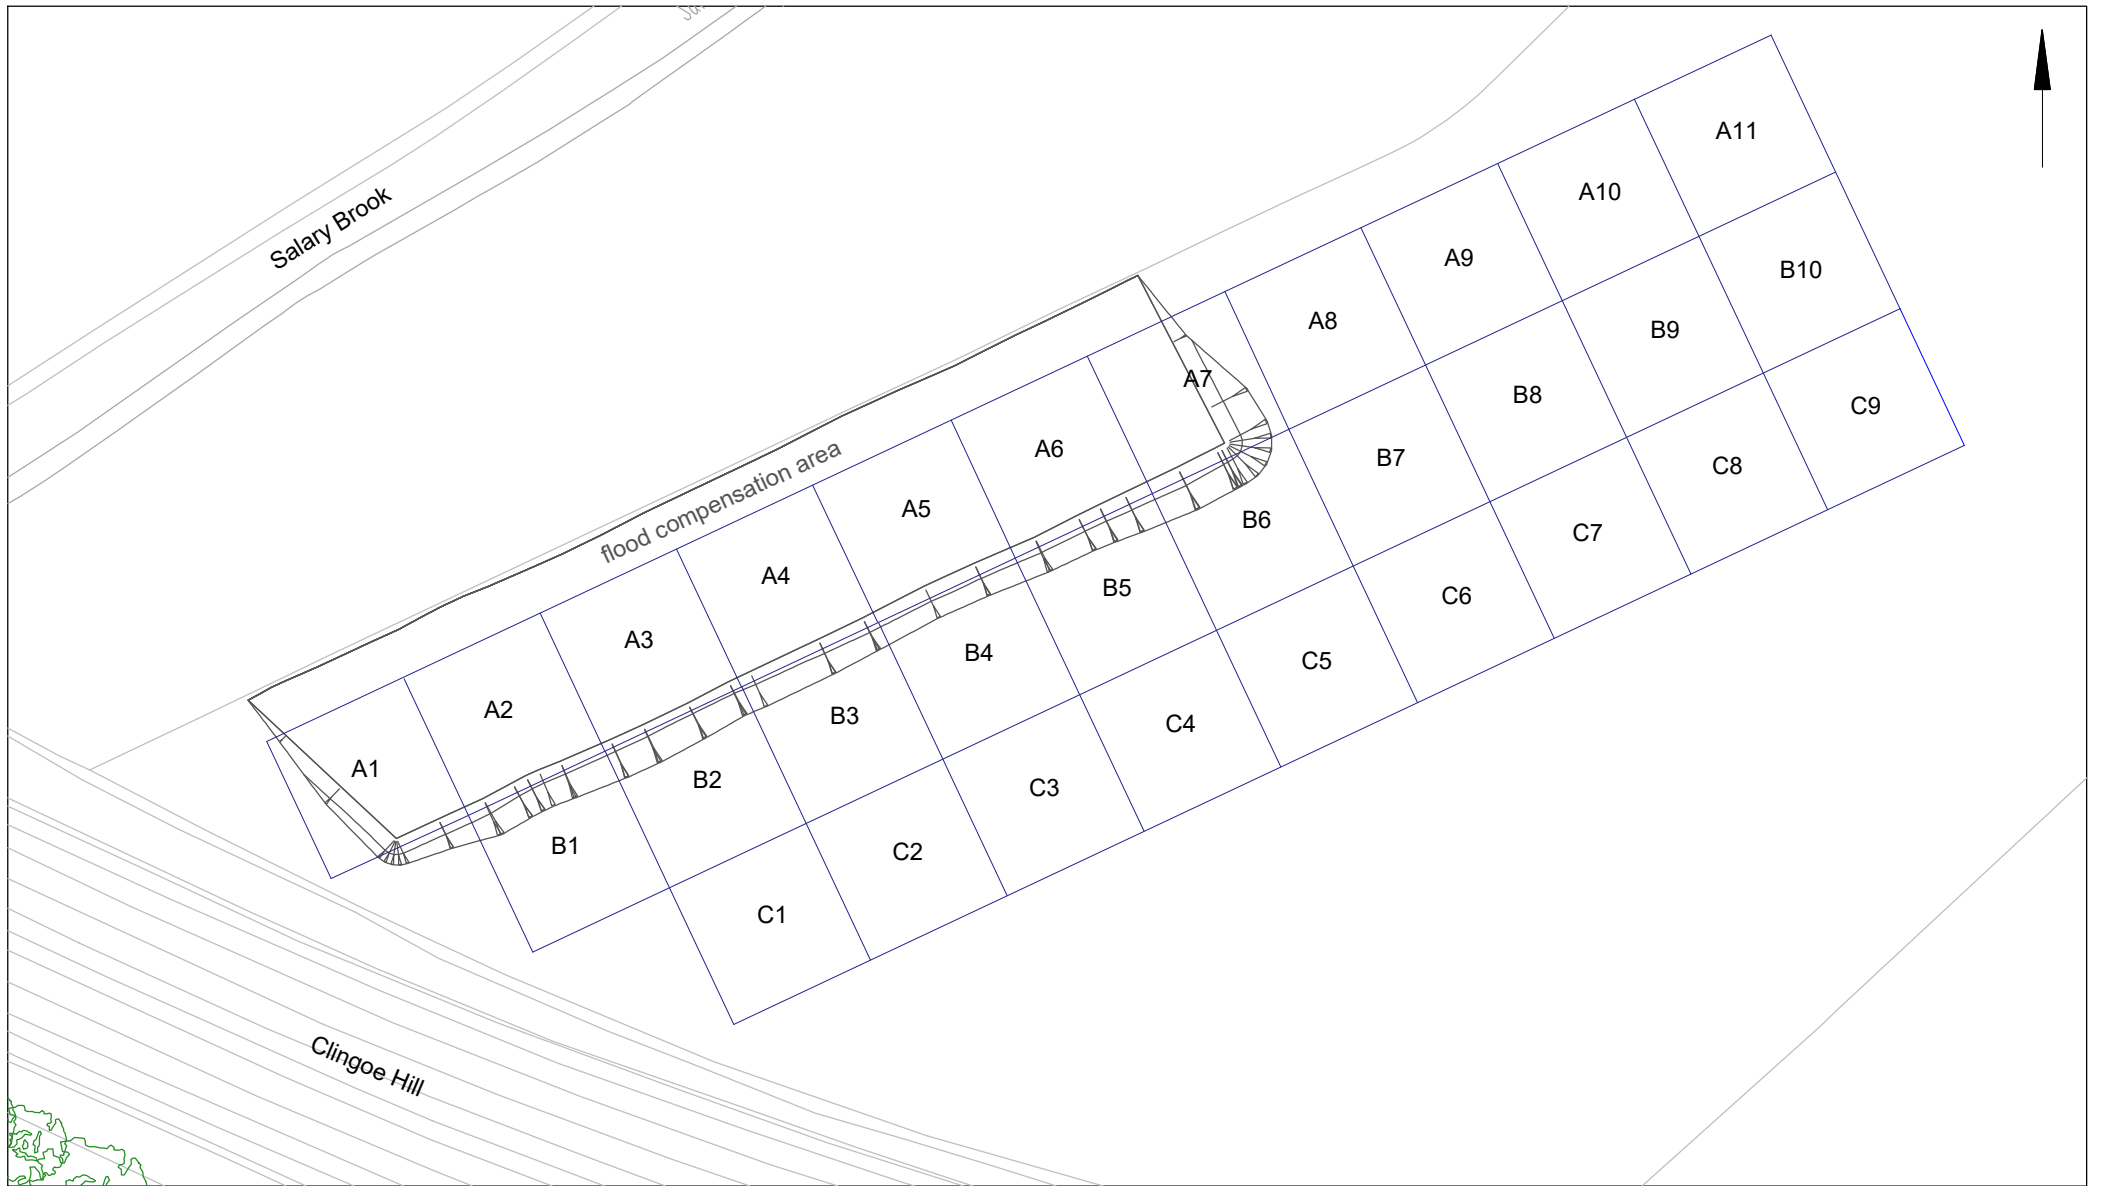 Salary Brook
flood compensation area
Clingoe Hill
A1
A2
A3
A4
A5
A6
A7
A8
A9
A10
A11
B1
B2
B3
B4
B5
B6
B7
B8
B9
B10
C1
C2
C3
C4
C5
C6
C7
C8
C9